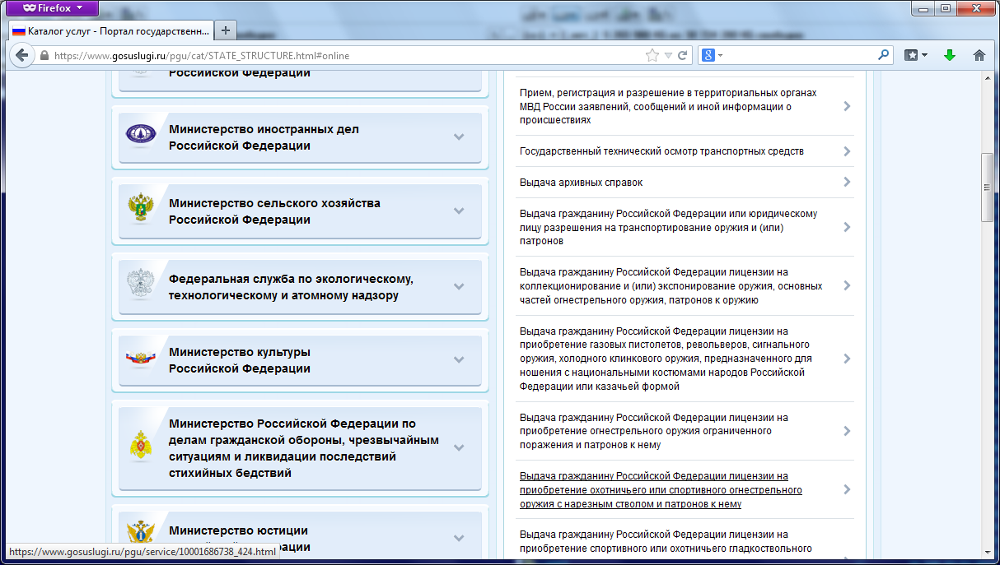 Firefox
Каталог услуг - Портал государственн...
https://www.gosuslugi.ru/pgu/cat/STATE_STRUCTURE.html#online
Российской Федерации
Министерство иностранных дел
Российской Федерации
Министерство сельского хозяйства
Российской Федерации
Федеральная служба по экологическому,
технологическому и атомному надзору
Министерство культуры
Российской Федерации
Министерство Российской Федерации по
делам гражданской обороны, чрезвычайным
ситуациям и ликвидации последствий
стихийных бедствий
Министерство юстиции
Прием, регистрация и разрешение в территориальных органах
МВД России заявлений, сообщений и иной информации о
происшествиях
Государственный технический осмотр транспортных средств
Выдача архивных справок
Выдача гражданину Российской Федерации или юридическому
лицу разрешения на транспортирование оружия и (или)
патронов
Выдача гражданину Российской Федерации лицензии на
коллекционирование и (или) экспонирование оружия, основных
частей огнестрельного оружия, патронов к оружию
Выдача гражданину Российской Федерации лицензии на
приобретение газовых пистолетов, револьверов, сигнального
оружия, холодного клинкового оружия, предназначенного для
ношения с национальными костюмами народов Российской
Федерации или казачьей формой
Выдача гражданину Российской Федерации лицензии на
приобретение огнестрельного оружия ограниченного
поражения и патронов к нему
Выдача гражданину Российской Федерации лицензии на
приобретение охотничьего или спортивного огнестрельного
оружия с нарезным стволом и патронов к нему
Выдача гражданину Российской Федерации лицензии на
приобретение спортивного или охотничьего гладкоствольного
https://www.gosuslugi.ru/pgu/service/10001686738_424.html